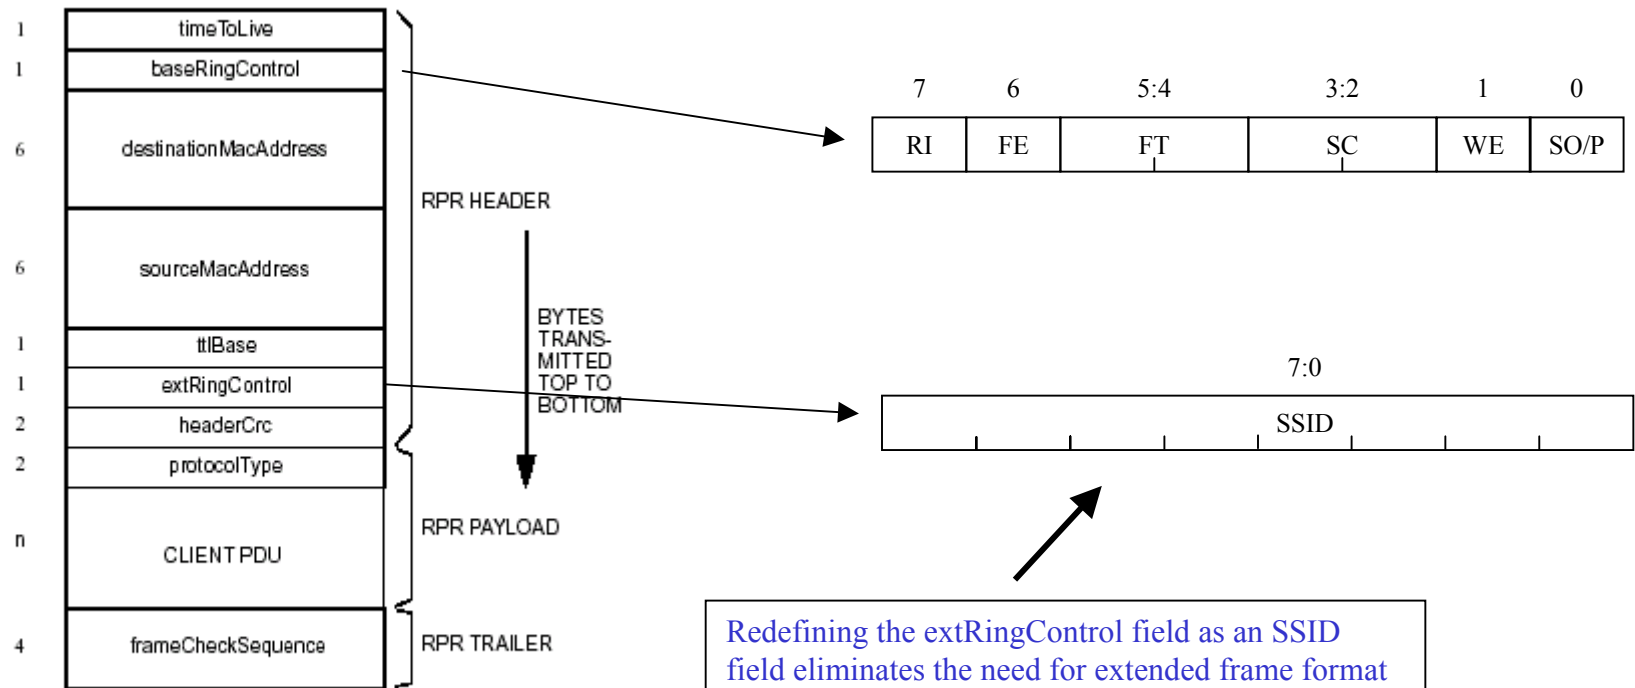 1 timeToLive
1 baseRingControl
6 destinationMacAddress
6 sourceMacAddress
1 ttlBase
1 extRingControl
2 headerCrc
2 protocolType
n CLIENT PDU
4 frameCheckSequence
RPR HEADER
BYTES
TRANS-
MITTED
TOP TO
BOTTOM
RPR PAYLOAD
RPR TRAILER
7 6 5:4 3:2 1 0
RI FE FT SC WE SO/P
7:0
SSID
Redefining the extRingControl field as an SSID
field eliminates the need for extended frame format